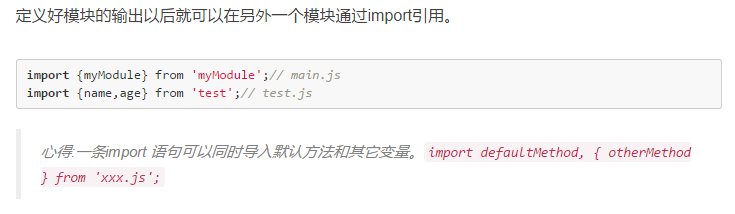 定义好模块的输出以后就可以在另外一个模块通过import引用。
import {myModule} from 'myModule';// main.js
import {name,age} from 'test';// test.js
心得:一条import 语句可以同时导入默认方法和其它变量。import defaultMethod, { otherMethod
} from 'xxx.js';